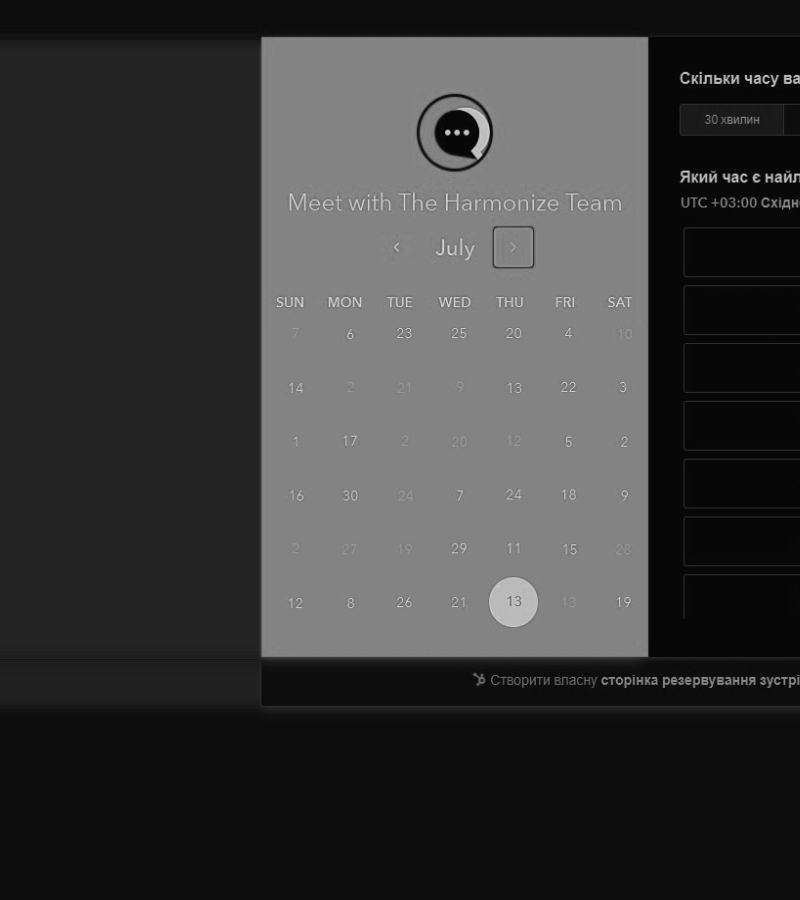 Meet with The Harmonize Team
July
SUN MON TUE WED THU FRI SAT
7 6 23 25 20 4 10
14 2 21 9 13 22 3
1 17 2 20 12 5 2
16 30 24 7 24 18 9
2 27 19 29 11 15 28
12 8 26 21 13 13 19
Скільки часу ва
30 хвилин
Який час є найл
UTC +03:00 Східн
Створити власну сторінка резервування зустрі